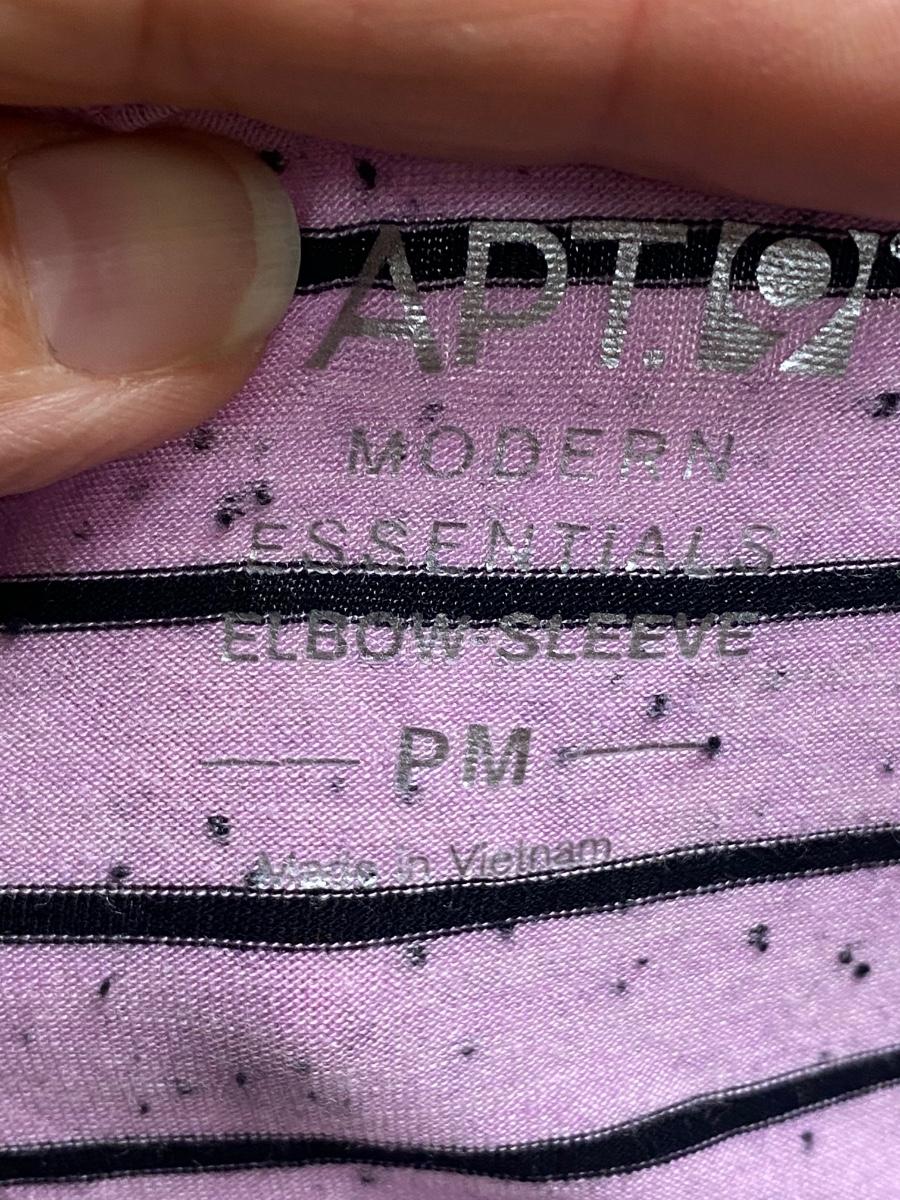 APT.9
MODERN
ESSENTIALS
ELBOW-SLEEVE
PM
Made in Vietnam